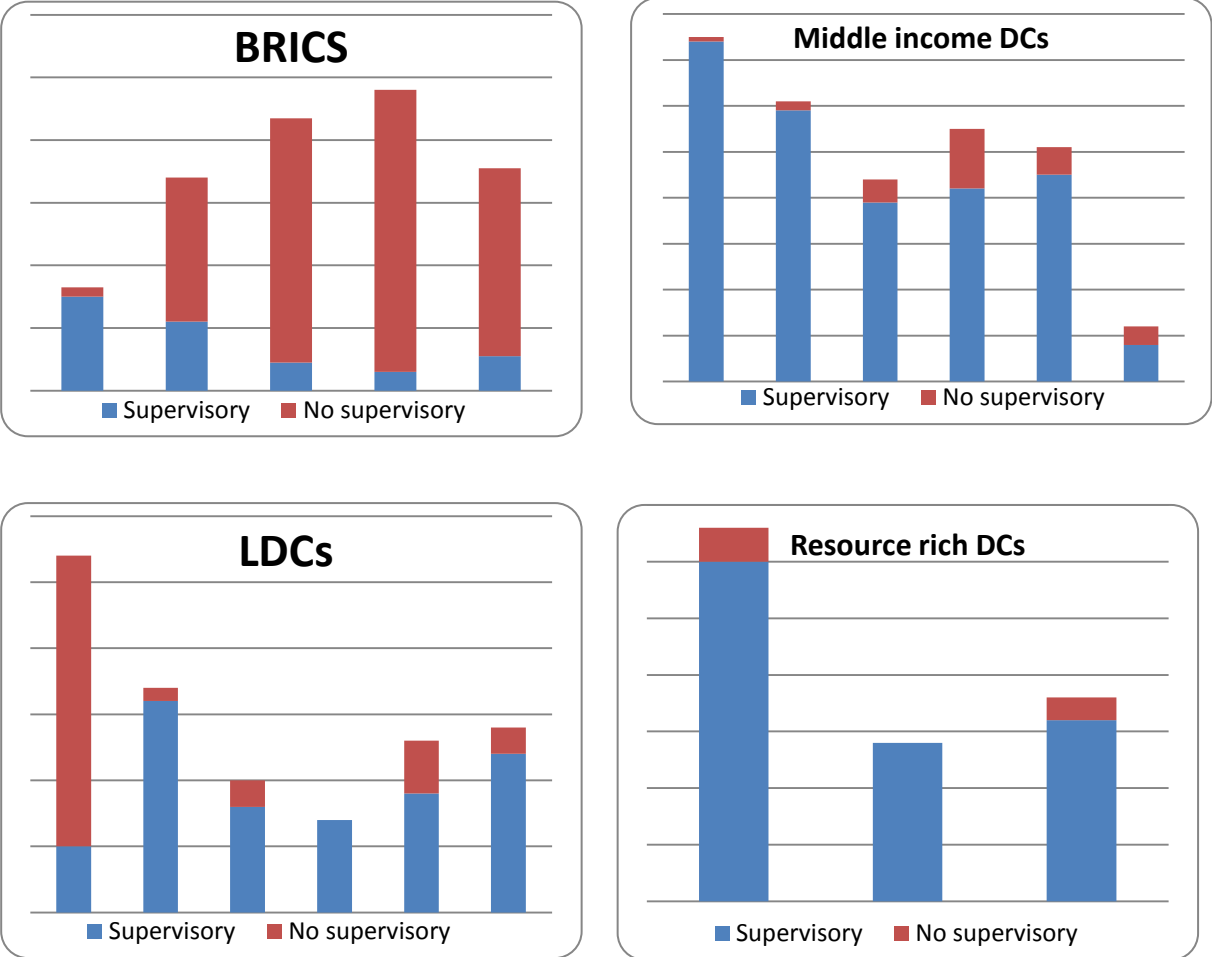 BRICS
Supervisory No supervisory
Middle income DCs
Supervisory No supervisory
LDCs
Supervisory No supervisory
Resource rich DCs
Supervisory No supervisory